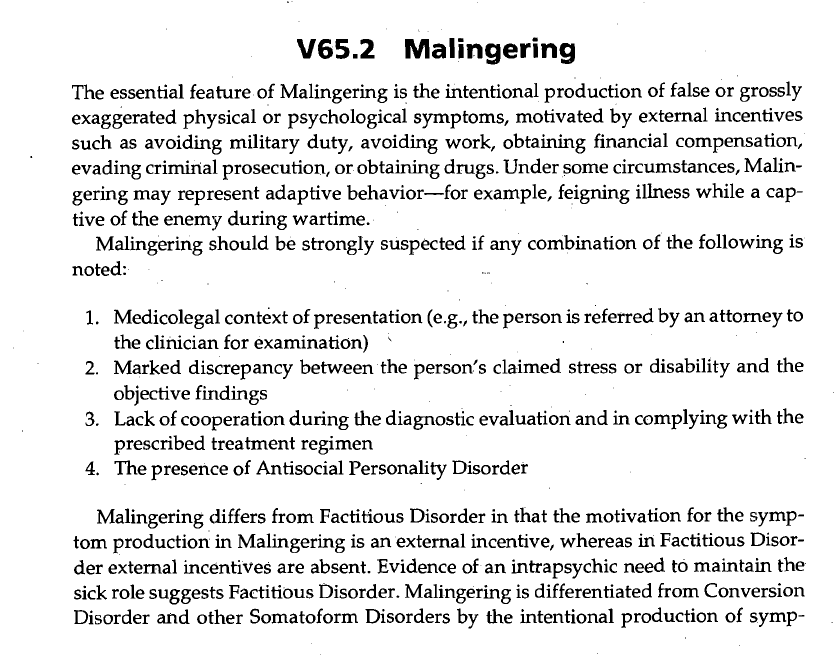 V65.2 Malingering
The essential feature of Malingering is the intentional production of false or grossly
exaggerated physical or psychological symptoms, motivated by external incentives
such as avoiding military duty, avoiding work, obtaining financial compensation,
evading criminal prosecution, or obtaining drugs. Under some circumstances, Malin-
gering may represent adaptive behavior—for example, feigning illness while a cap-
tive of the enemy during wartime.
Malingering should be strongly suspected if any combination of the following is
noted:
1. Medicolegal context of presentation (e.g., the person is referred by an attorney to
the clinician for examination)
2. Marked discrepancy between the person's claimed stress or disability and the
objective findings
3. Lack of cooperation during the diagnostic evaluation and in complying with the
prescribed treatment regimen
4. The presence of Antisocial Personality Disorder
Malingering differs from Factitious Disorder in that the motivation for the symp-
tom production in Malingering is an external incentive, whereas in Factitious Disor-
der external incentives are absent. Evidence of an intrapsychic need to maintain the
sick role suggests Factitious Disorder. Malingering is differentiated from Conversion
Disorder and other Somatoform Disorders by the intentional production of symp-